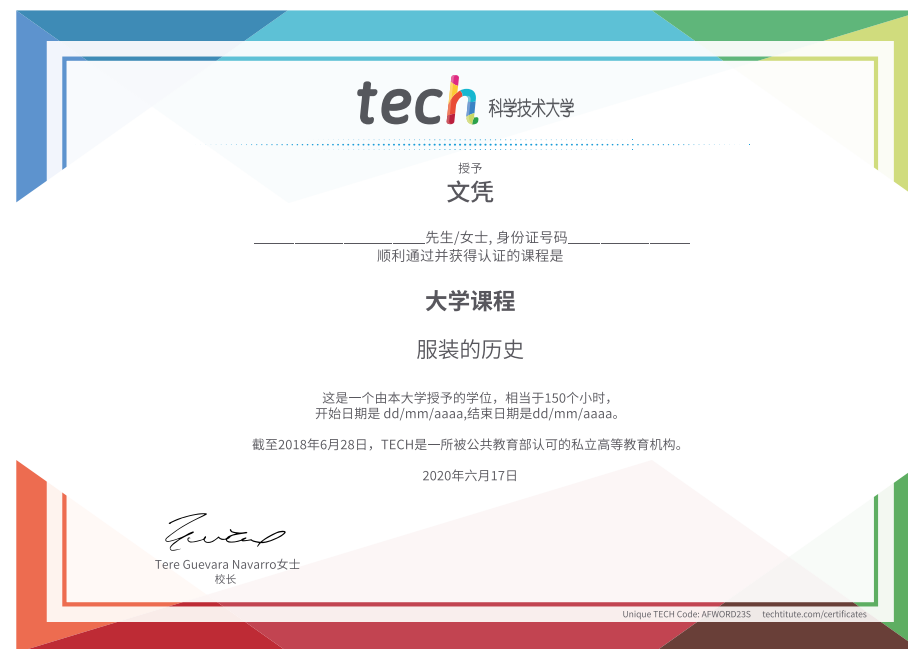 tech 科学技术大学
授予
文凭
________________________先生/女士, 身份证号码_________________
顺利通过并获得认证的课程是
大学课程
服装的历史
这是一个由本大学授予的学位，相当于150个小时，
开始日期是 dd/mm/aaaa,结束日期是dd/mm/aaaa。
截至2018年6月28日，TECH是一所被公共教育部认可的私立高等教育机构。
2020年六月17日
Tere Guevara Navarro女士
校长
Unique TECH Code: AFWORD23S techtitute.com/certificates